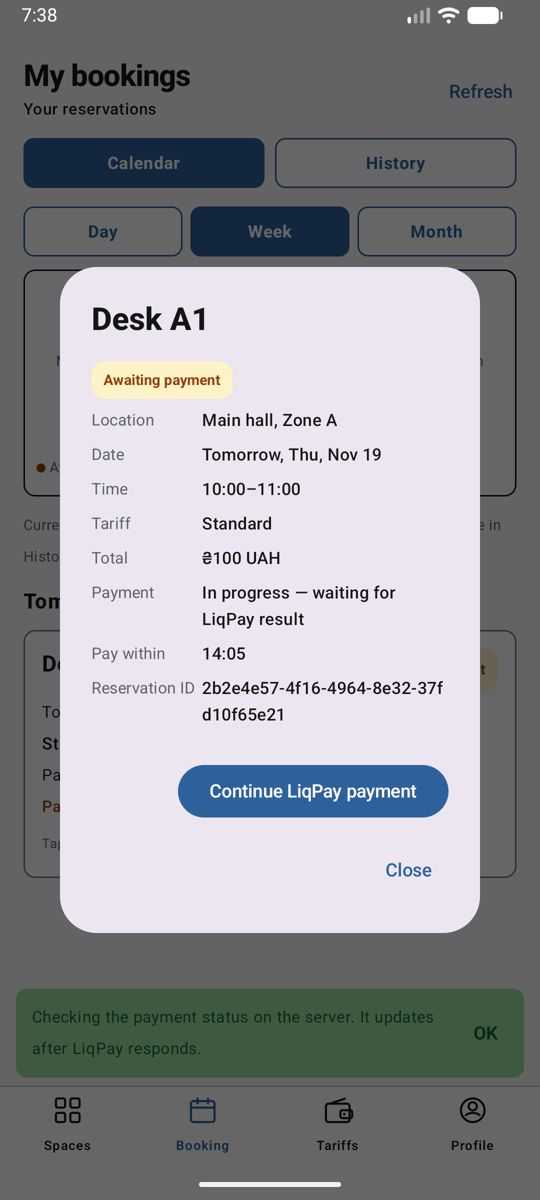 7:38
My bookings
Your reservations
Refresh
Calendar
History
Day
Week
Month
Desk A1
Awaiting payment
Location Main hall, Zone A
Date Tomorrow, Thu, Nov 19
Time 10:00–11:00
Tariff Standard
Total ₴100 UAH
Payment In progress — waiting for
LiqPay result
Pay within 14:05
Reservation ID 2b2e4e57-4f16-4964-8e32-37f
d10f65e21
Continue LiqPay payment
Close
Checking the payment status on the server. It updates
after LiqPay responds.
OK
Spaces
Booking
Tariffs
Profile